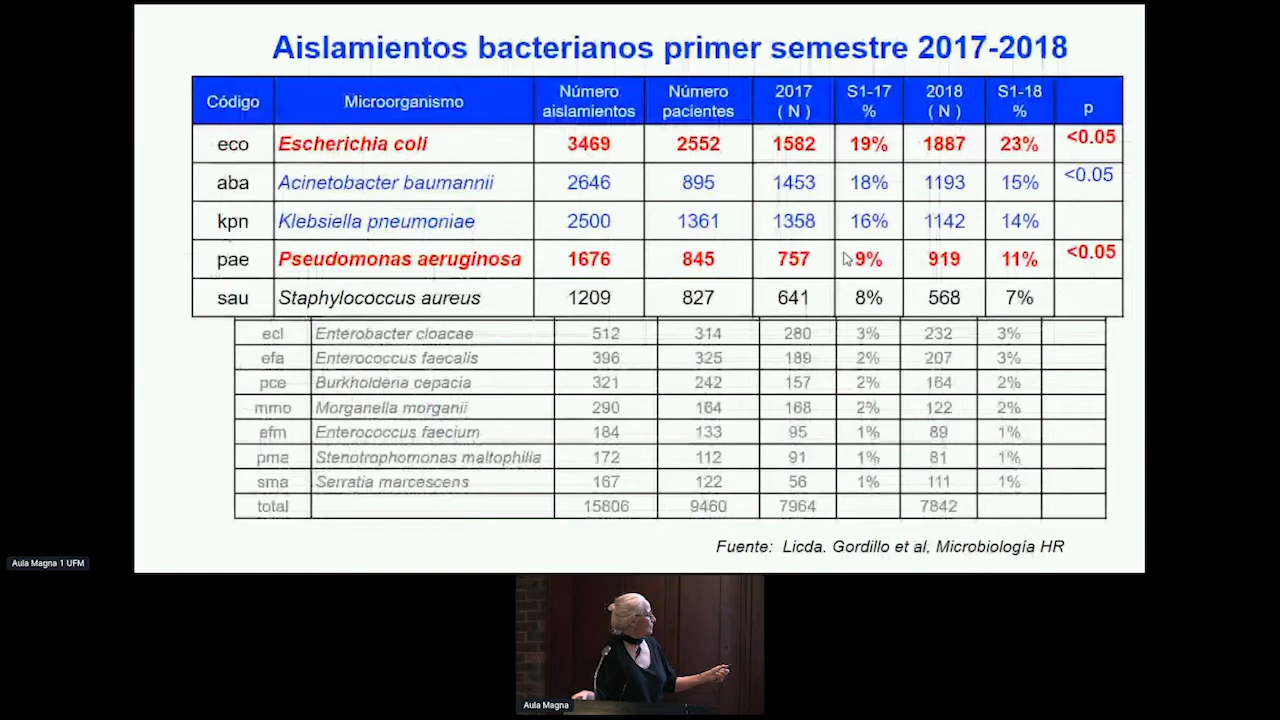 Aislamientos bacterianos primer semestre 2017-2018
Código Microorganismo Número aislamientos Número pacientes 2017 ( N ) S1-17 % 2018 ( N ) S1-18 % p
eco Escherichia coli 3469 2552 1582 19% 1887 23% <0.05
aba Acinetobacter baumannii 2646 895 1453 18% 1193 15% <0.05
kpn Klebsiella pneumoniae 2500 1361 1358 16% 1142 14%
pae Pseudomonas aeruginosa 1676 845 757 9% 919 11% <0.05
sau Staphylococcus aureus 1209 827 641 8% 568 7%
ecl Enterobacter cloacae 512 314 280 3% 232 3%
efa Enterococcus faecalis 396 325 189 2% 207 3%
pce Burkholderia cepacia 321 242 157 2% 164 2%
mmo Morganella morganii 290 164 168 2% 122 2%
efm Enterococcus faecium 184 133 95 1% 89 1%
pma Stenotrophomonas maltophilia 172 112 91 1% 81 1%
sma Serratia marcescens 167 122 56 1% 111 1%
total 15806 9460 7964 7842
Fuente: Licda. Gordillo et al, Microbiología HR
Aula Magna 1 UFM
Aula Magna